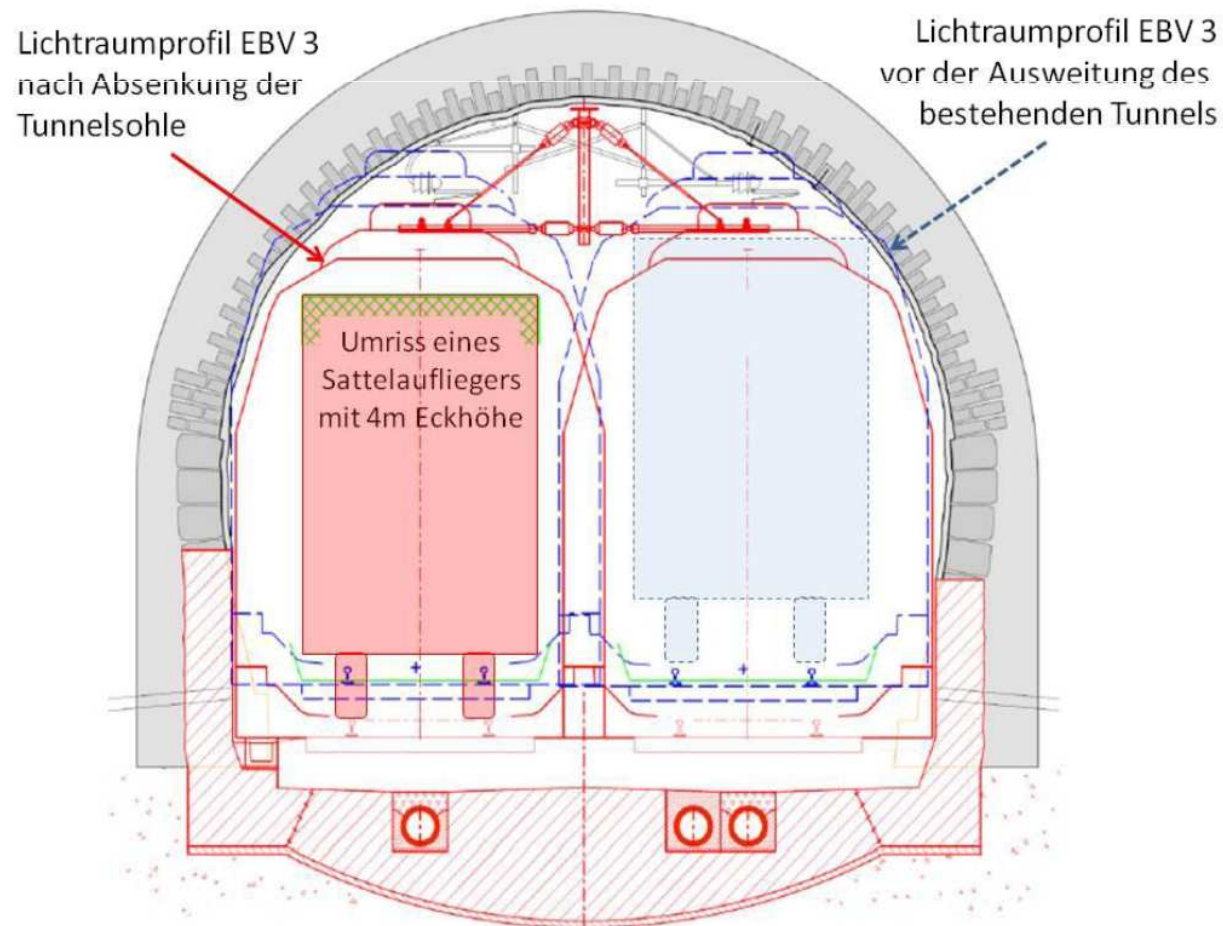 Lichtraumprofil EBV 3
nach Absenkung der
Tunnelsohle
Lichtraumprofil EBV 3
vor der Ausweitung des
bestehenden Tunnels
Umriss eines
Sattelaufliegers
mit 4m Eckhöhe